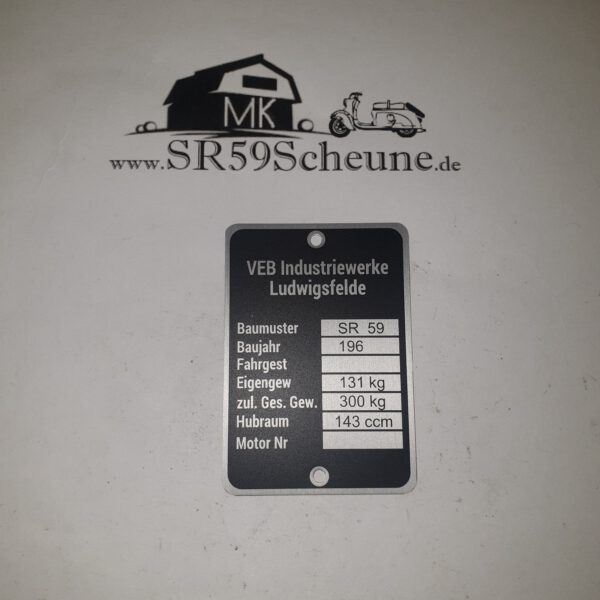 MK
www.SR59Scheune.de
VEB Industriewerke
Ludwigsfelde
Baumuster SR 59
Baujahr 196
Fahrgest
Eigengew 131 kg
zul. Ges. Gew. 300 kg
Hubraum 143 ccm
Motor Nr